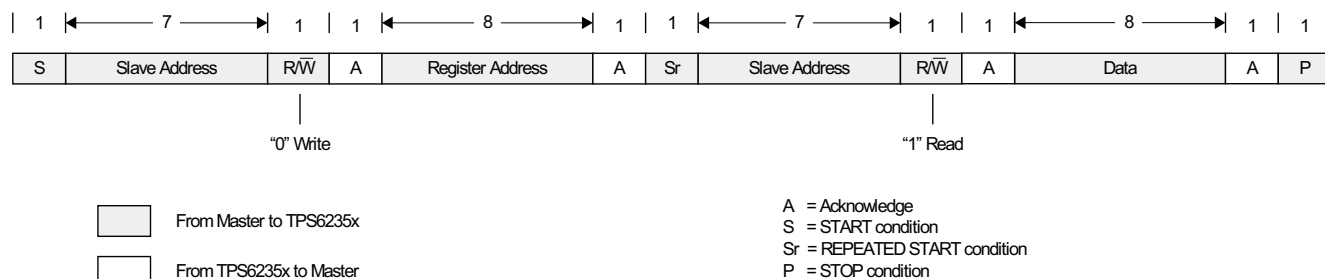 1 7 1 1 8 1 1 7 1 1 8 1 1
S Slave Address R/W̅ A Register Address A Sr Slave Address R/W̅ A Data A P
“0” Write “1” Read
From Master to TPS6235x
From TPS6235x to Master
A = Acknowledge
S = START condition
Sr = REPEATED START condition
P = STOP condition